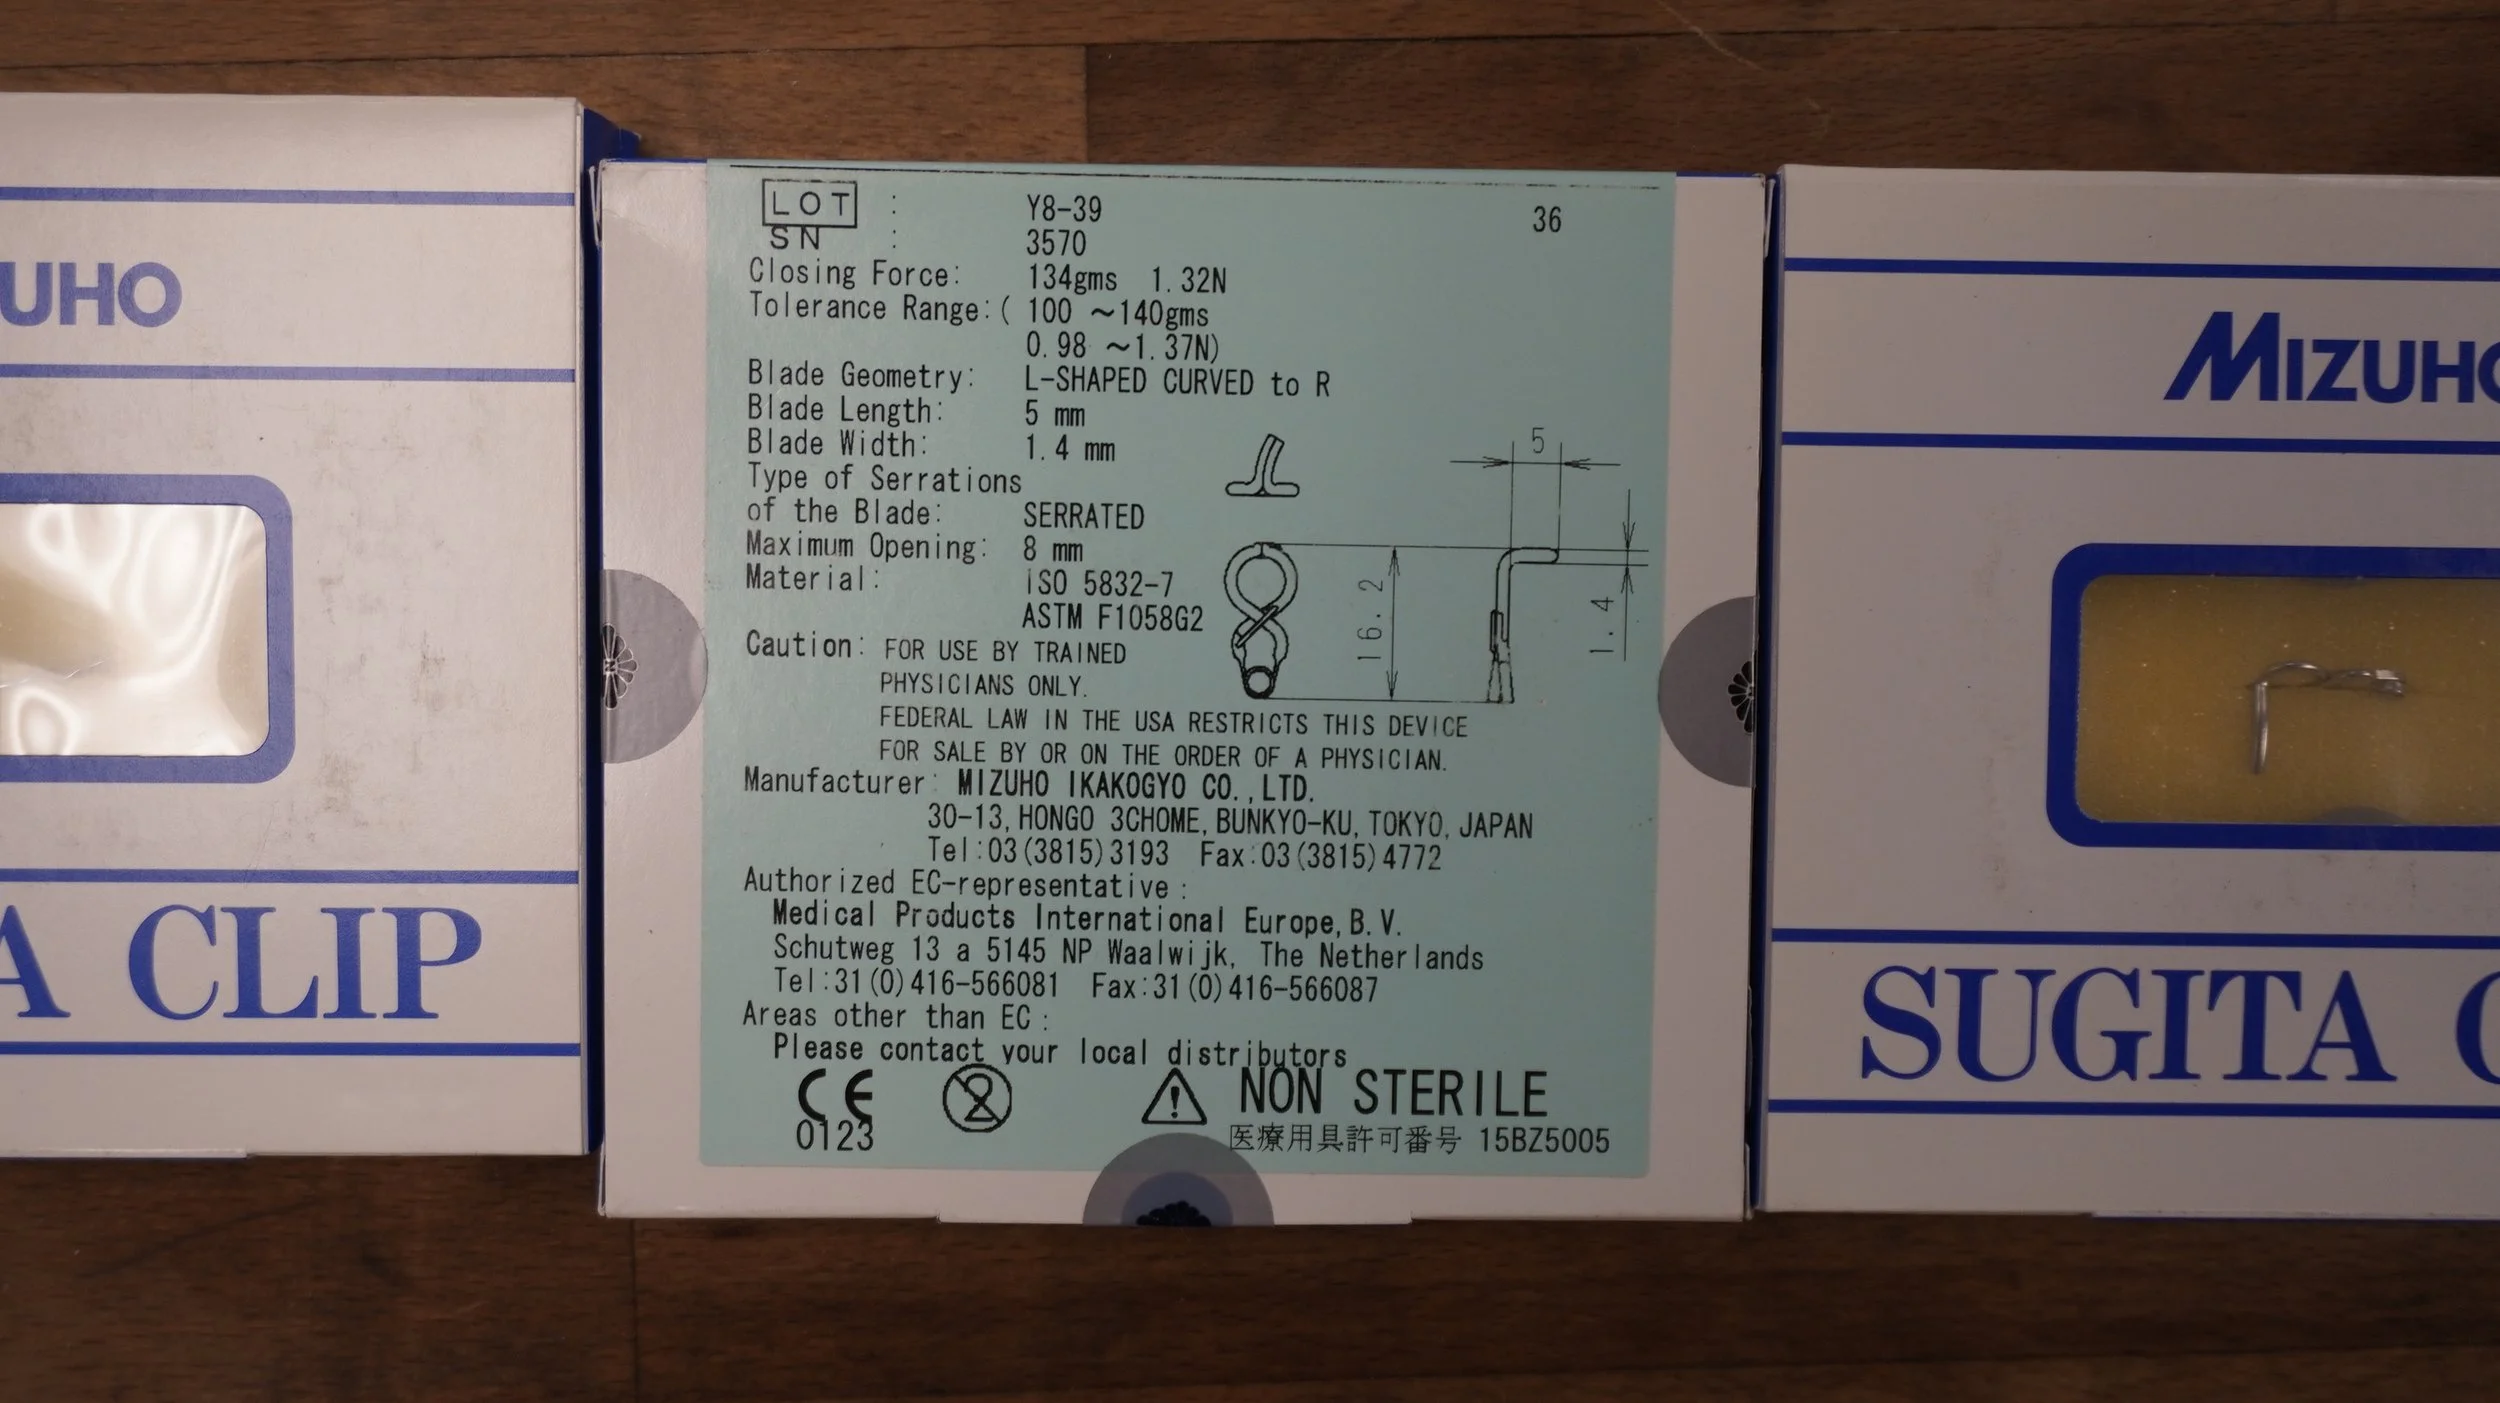 UHO
A CLIP
LOT : Y8-39 36
SN : 3570
Closing Force: 134gms 1.32N
Tolerance Range:( 100 ~140gms
0.98 ~1.37N)
Blade Geometry: L-SHAPED CURVED to R
Blade Length: 5 mm
Blade Width: 1.4 mm
Type of Serrations
of the Blade: SERRATED
Maximum Opening: 8 mm
Material: ISO 5832-7
ASTM F1058G2
5
16.2
1.4
Caution: FOR USE BY TRAINED
PHYSICIANS ONLY.
FEDERAL LAW IN THE USA RESTRICTS THIS DEVICE
FOR SALE BY OR ON THE ORDER OF A PHYSICIAN.
Manufacturer: MIZUHO IKAKOGYO CO.,LTD.
30-13, HONGO 3CHOME, BUNKYO-KU, TOKYO, JAPAN
Tel:03(3815)3193 Fax:03(3815)4772
Authorized EC-representative:
Medical Products International Europe,B.V.
Schutweg 13 a 5145 NP Waalwijk, The Netherlands
Tel:31(0)416-566081 Fax:31(0)416-566087
Areas other than EC:
Please contact your local distributors
CE 2 NON STERILE
0123 医療用具許可番号 15BZ5005
MIZUHO
SUGITA C